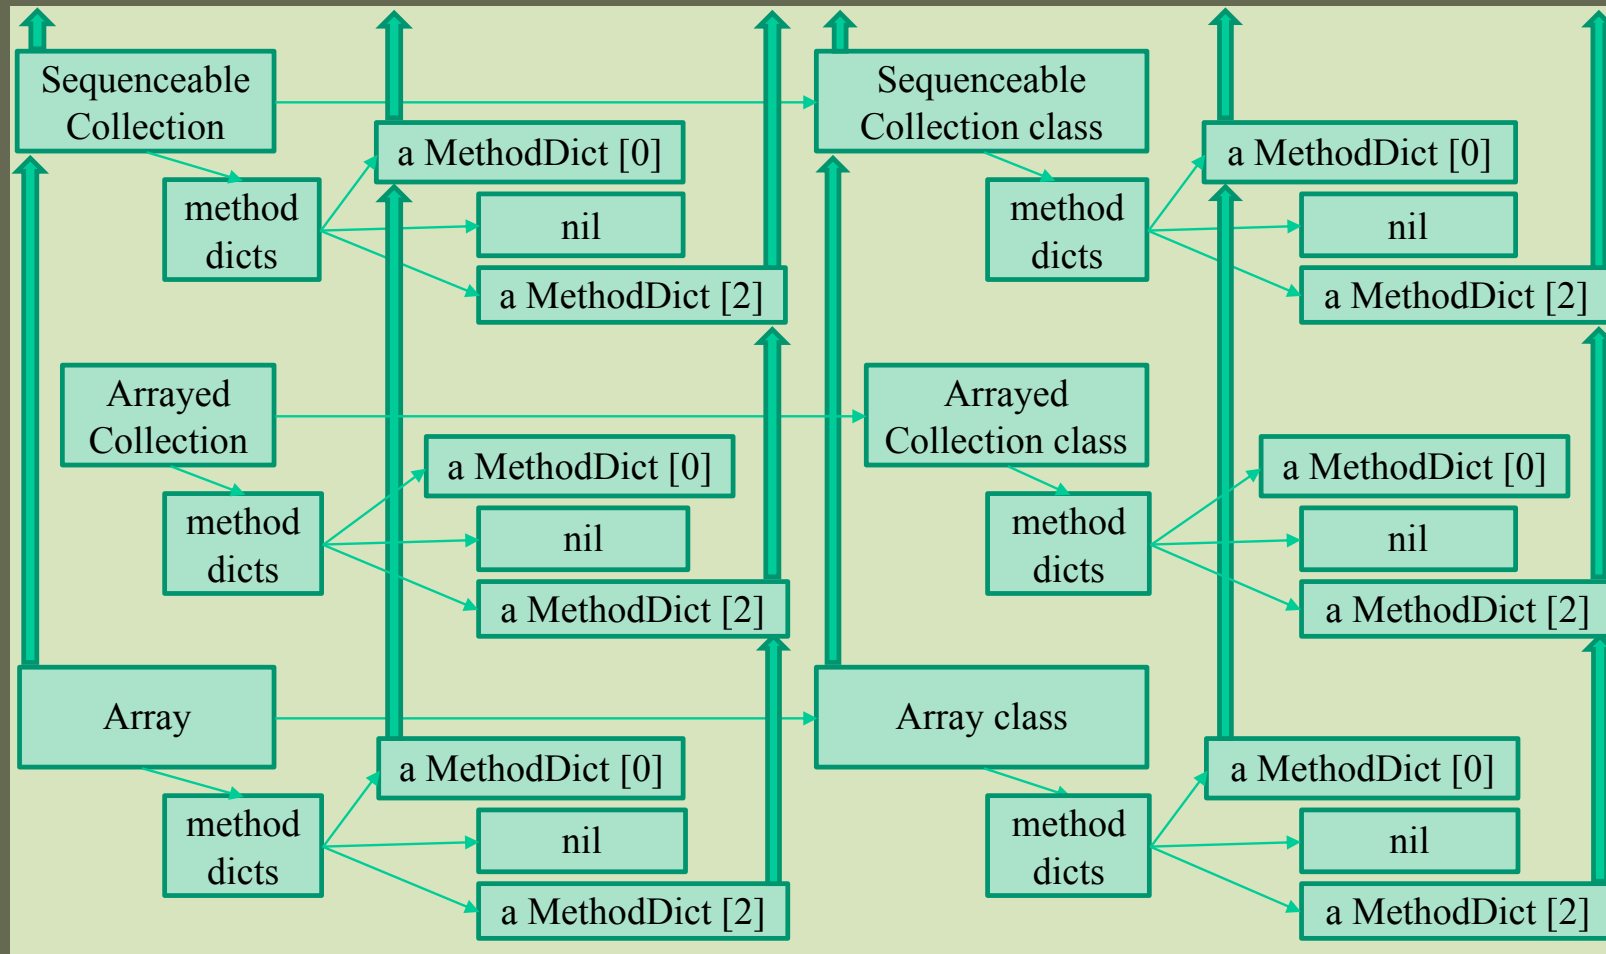 Sequenceable
Collection
Sequenceable
Collection class
a MethodDict [0]
a MethodDict [0]
method
dicts
nil
method
dicts
nil
a MethodDict [2]
a MethodDict [2]
Arrayed
Collection
Arrayed
Collection class
a MethodDict [0]
a MethodDict [0]
method
dicts
nil
method
dicts
nil
a MethodDict [2]
a MethodDict [2]
Array
Array class
a MethodDict [0]
a MethodDict [0]
method
dicts
nil
method
dicts
nil
a MethodDict [2]
a MethodDict [2]